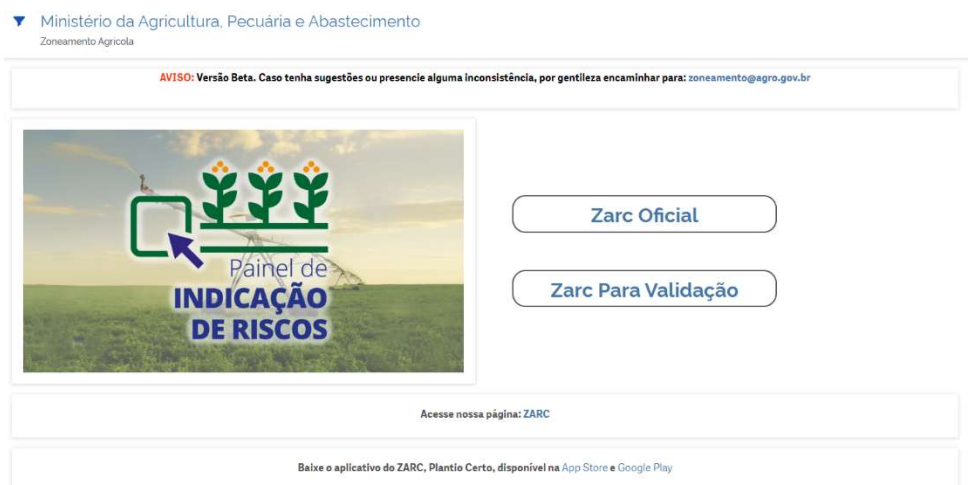 Ministério da Agricultura, Pecuária e Abastecimento
Zoneamento Agricola
AVISO: Versão Beta. Caso tenha sugestões ou presencie alguma inconsistência, por gentileza encaminhar para: zoneamento@agro.gov.br
Painel de
INDICAÇÃO
DE RISCOS
Zarc Oficial
Zarc Para Validação
Acesse nossa página: ZARC
Baixe o aplicativo do ZARC, Plantio Certo, disponível na App Store e Google Play